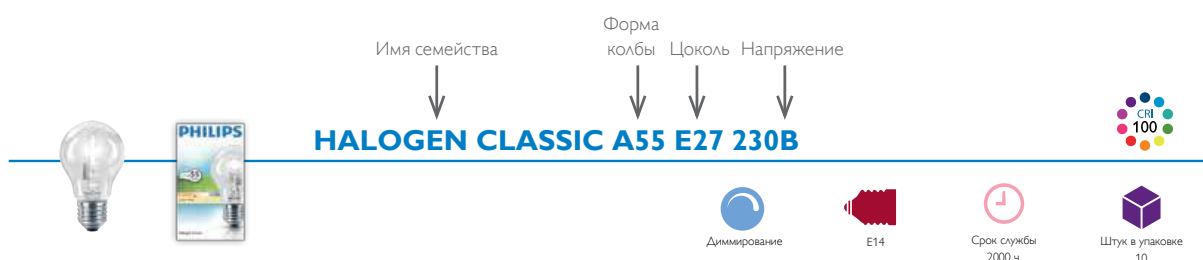 Форма
Имя семейства
колбы
Цоколь
Напряжение
CRI
100
PHILIPS
HALOGEN CLASSIC A55 E27 230В
55
Диммирование
E14
Срок службы
2000 ч
Штук в упаковке
10